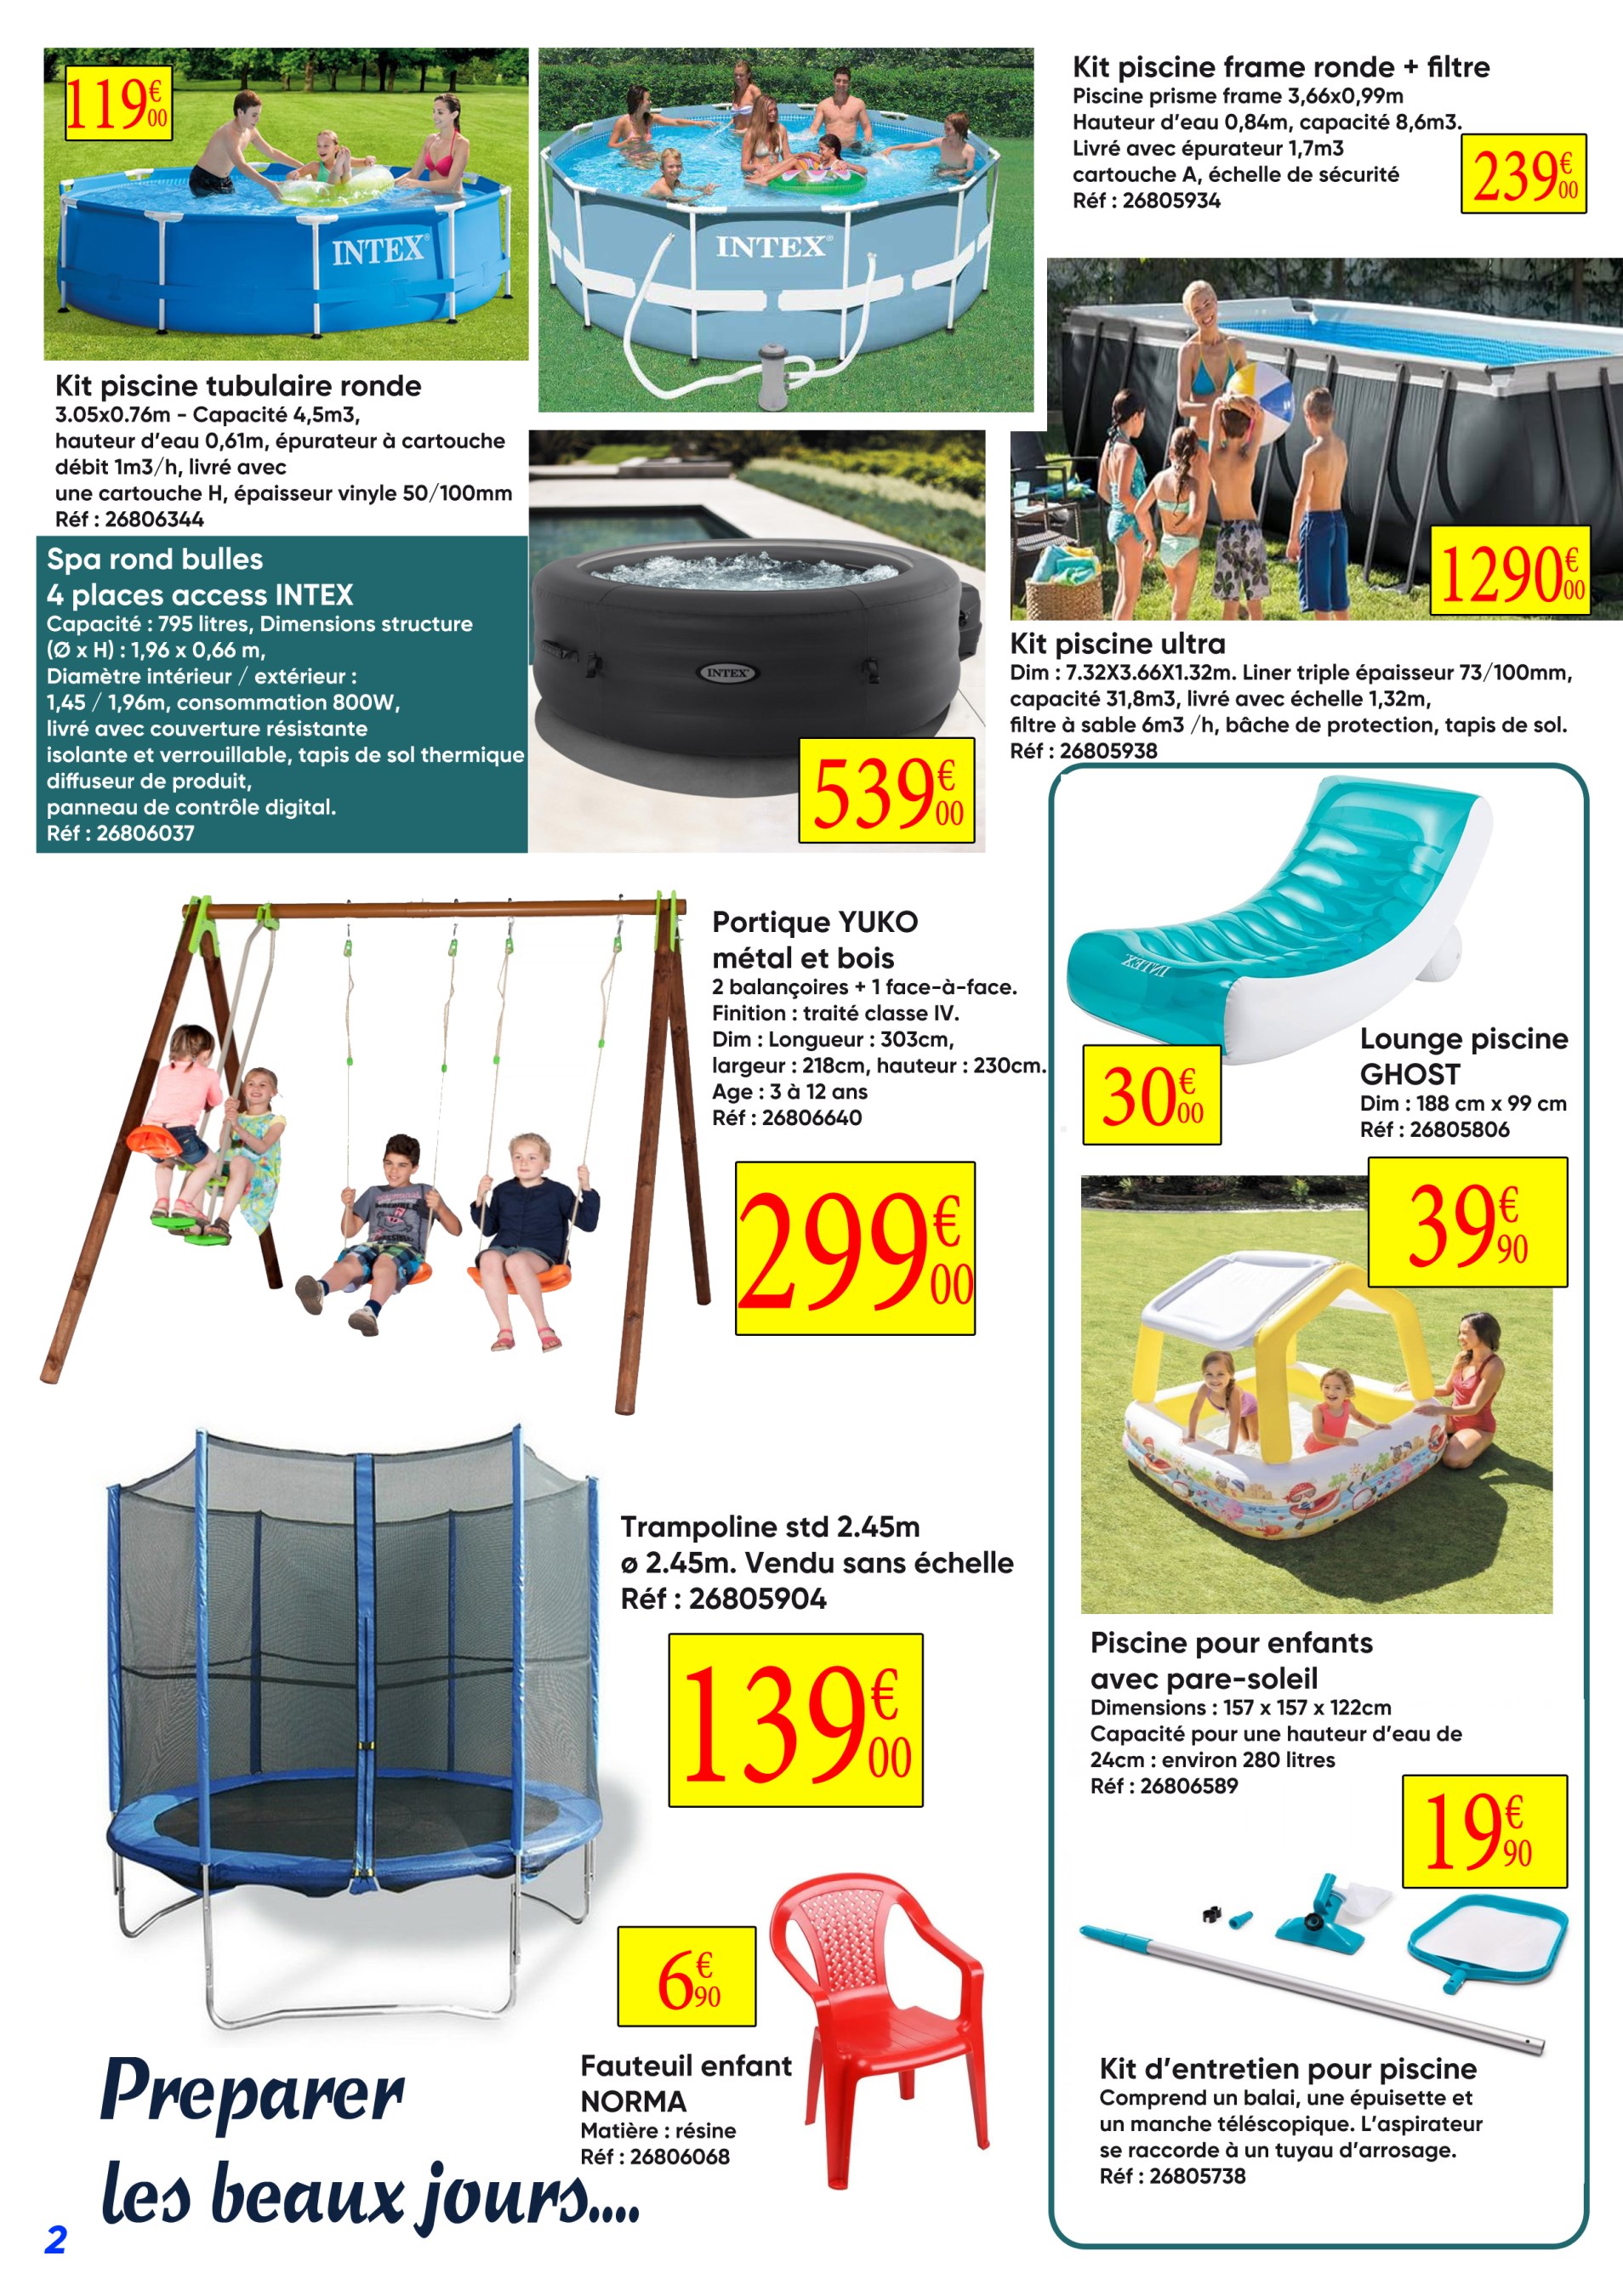 119€00
INTEX®
Kit piscine tubulaire ronde
3.05x0.76m - Capacité 4,5m3,
hauteur d'eau 0,61m, épurateur à cartouche
débit 1m3/h, livré avec
une cartouche H, épaisseur vinyle 50/100mm
Réf : 26806344
INTEX®
Kit piscine frame ronde + filtre
Piscine prisme frame 3,66x0,99m
Hauteur d'eau 0,84m, capacité 8,6m3.
Livré avec épurateur 1,7m3
cartouche A, échelle de sécurité
Réf : 26805934
239€00
Spa rond bulles
4 places access INTEX
Capacité : 795 litres, Dimensions structure
(Ø x H) : 1,96 x 0,66 m,
Diamètre intérieur / extérieur :
1,45 / 1,96m, consommation 800W,
livré avec couverture résistante
isolante et verrouillable, tapis de sol thermique
diffuseur de produit,
panneau de contrôle digital.
Réf : 26806037
INTEX
539€00
1290€00
Kit piscine ultra
Dim : 7.32X3.66X1.32m. Liner triple épaisseur 73/100mm,
capacité 31,8m3, livré avec échelle 1,32m,
filtre à sable 6m3 /h, bâche de protection, tapis de sol.
Réf : 26805938
Portique YUKO
métal et bois
2 balançoires + 1 face-à-face.
Finition : traité classe IV.
Dim : Longueur : 303cm,
largeur : 218cm, hauteur : 230cm.
Age : 3 à 12 ans
Réf : 26806640
299€00
INTEX
30€00
Lounge piscine
GHOST
Dim : 188 cm x 99 cm
Réf : 26805806
39€90
Piscine pour enfants
avec pare-soleil
Dimensions : 157 x 157 x 122cm
Capacité pour une hauteur d'eau de
24cm : environ 280 litres
Réf : 26806589
19€90
Kit d'entretien pour piscine
Comprend un balai, une épuisette et
un manche téléscopique. L'aspirateur
se raccorde à un tuyau d'arrosage.
Réf : 26805738
Trampoline std 2.45m
ø 2.45m. Vendu sans échelle
Réf : 26805904
139€00
6€90
Fauteuil enfant
NORMA
Matière : résine
Réf : 26806068
Preparer
les beaux jours....
2